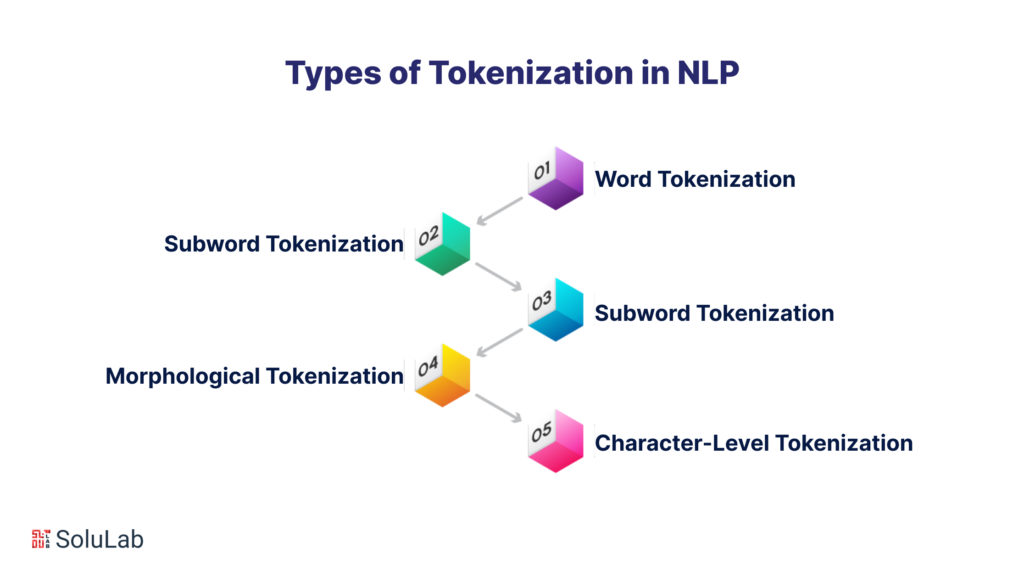 Types of Tokenization in NLP
01
Word Tokenization
Subword Tokenization
02
03
Subword Tokenization
Morphological Tokenization
04
05
Character-Level Tokenization
SoluLab